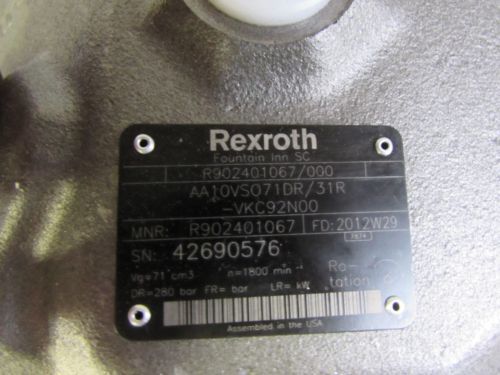 Rexroth
Fountain Inn SC
R902401067/000
AA10VSO71DR/31R
-VKC92N00
MNR: R902401067 FD: 2012W29
7874
SN: 42690576
Vg=71 cm3 n=1800 min⁻
Ro-
tation
DR=280 bar FR= bar LR= kW
Assembled in the USA